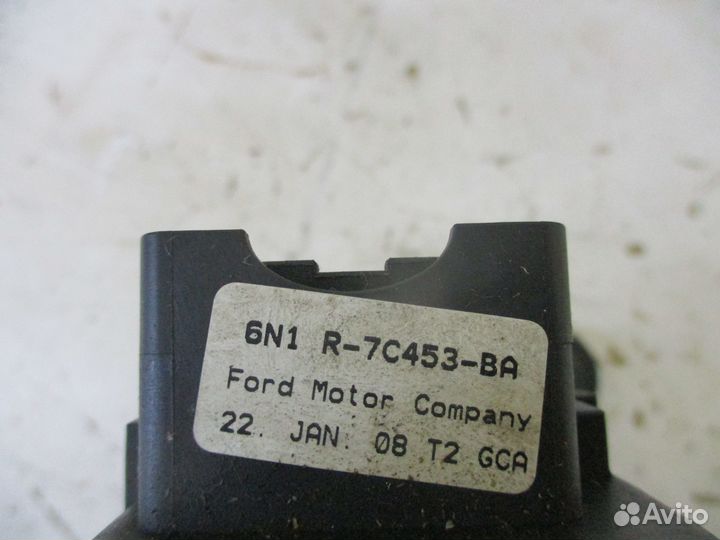 6N1 R-7C453-BA
Ford Motor Company
22. JAN. 08 T2 GCA
Avito